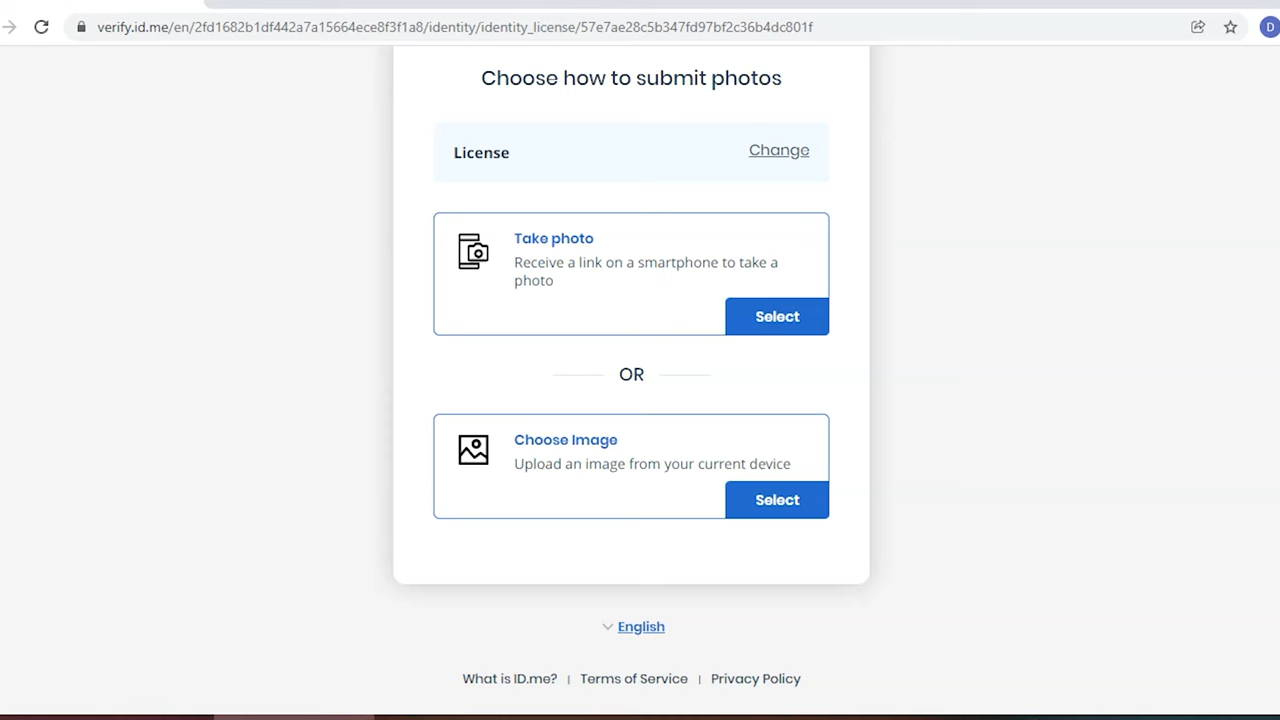 verify.id.me/en/2fd1682b1df442a7a15664ece8f3f1a8/identity/identity_license/57e7ae28c5b347fd97bf2c36b4dc801f
D
Choose how to submit photos
License
Change
Take photo
Receive a link on a smartphone to take a
photo
Select
OR
Choose Image
Upload an image from your current device
Select
English
What is ID.me? | Terms of Service | Privacy Policy